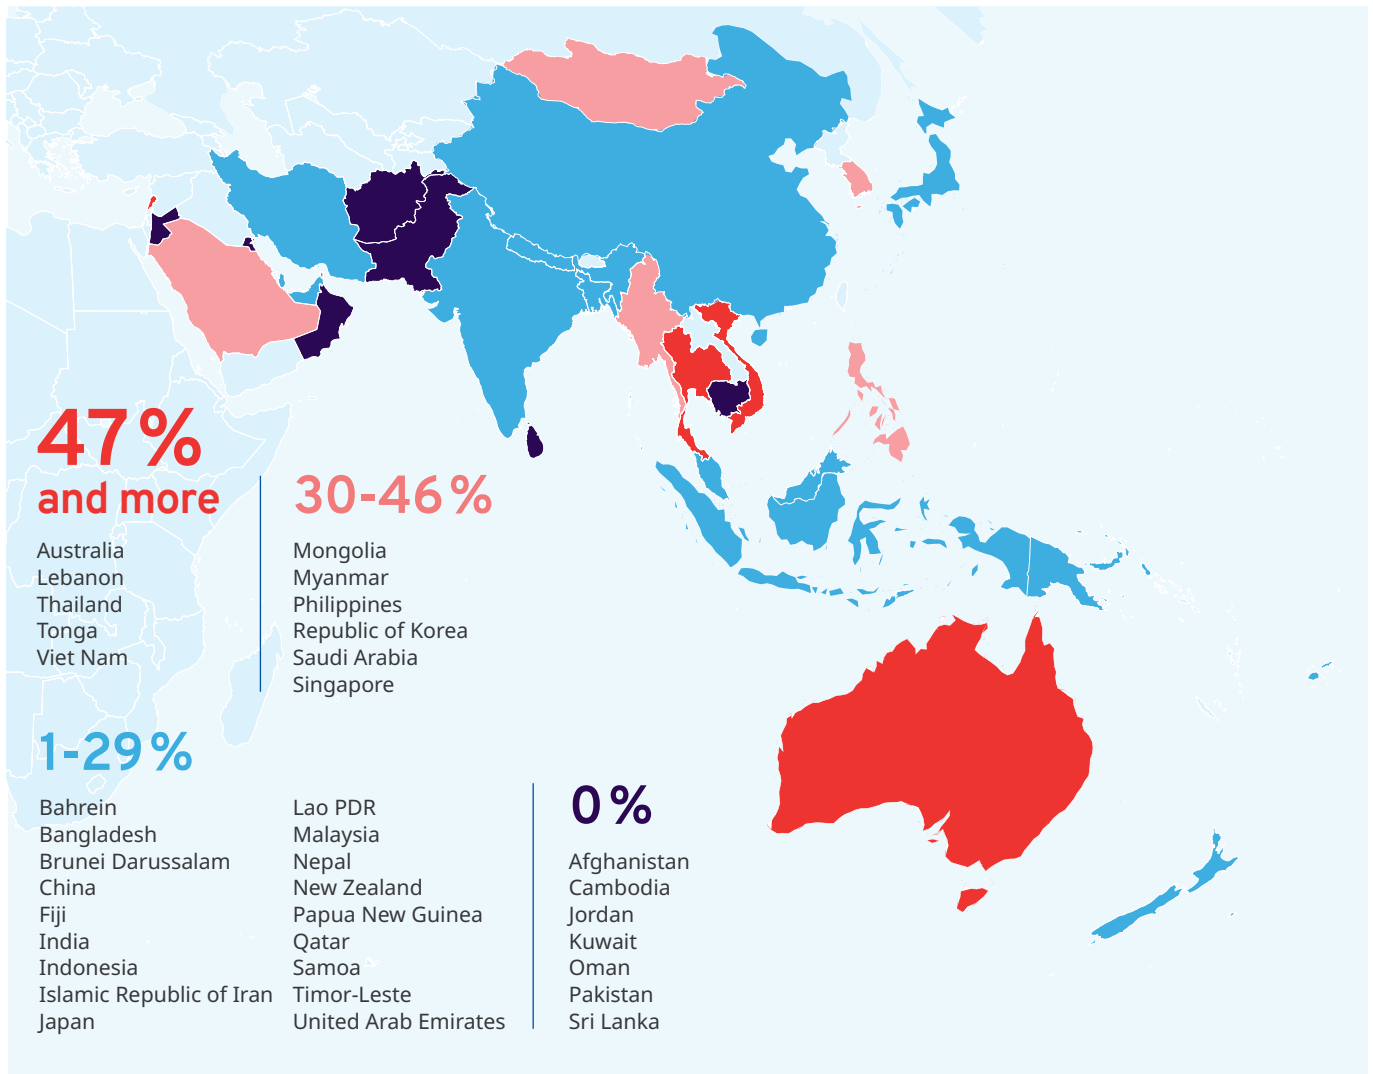 47%
and more
Australia
Lebanon
Thailand
Tonga
Viet Nam
30-46%
Mongolia
Myanmar
Philippines
Republic of Korea
Saudi Arabia
Singapore
1-29%
Bahrein
Bangladesh
Brunei Darussalam
China
Fiji
India
Indonesia
Islamic Republic of Iran
Japan
Lao PDR
Malaysia
Nepal
New Zealand
Papua New Guinea
Qatar
Samoa
Timor-Leste
United Arab Emirates
0%
Afghanistan
Cambodia
Jordan
Kuwait
Oman
Pakistan
Sri Lanka